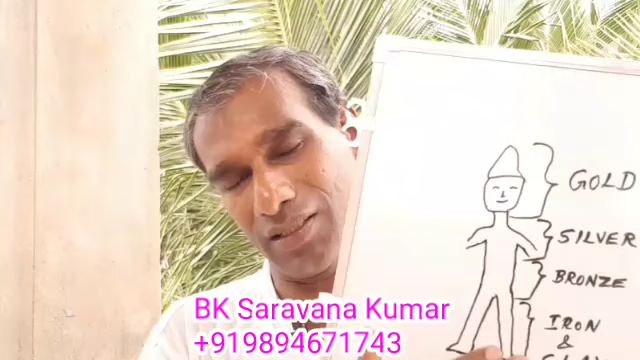 GOLD
SILVER
BRONZE
IRON
&
BK Saravana Kumar
+919894671743